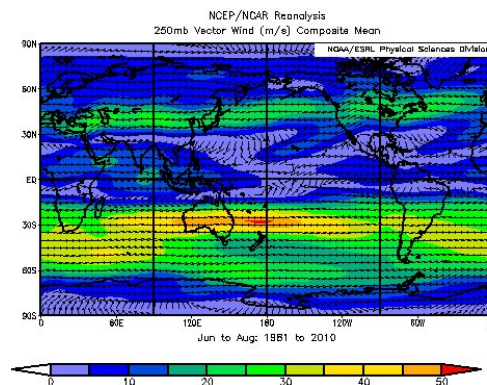 NCEP/NCAR Reanalysis
250mb Vector Wind (m/s) Composite Mean
NOAA/ESRL Physical Sciences Division
90N
60N
30N
EQ
30S
60S
90S
0 60E 120E 180 120W 60W
Jun to Aug: 1981 to 2010
0 10 20 30 40 50